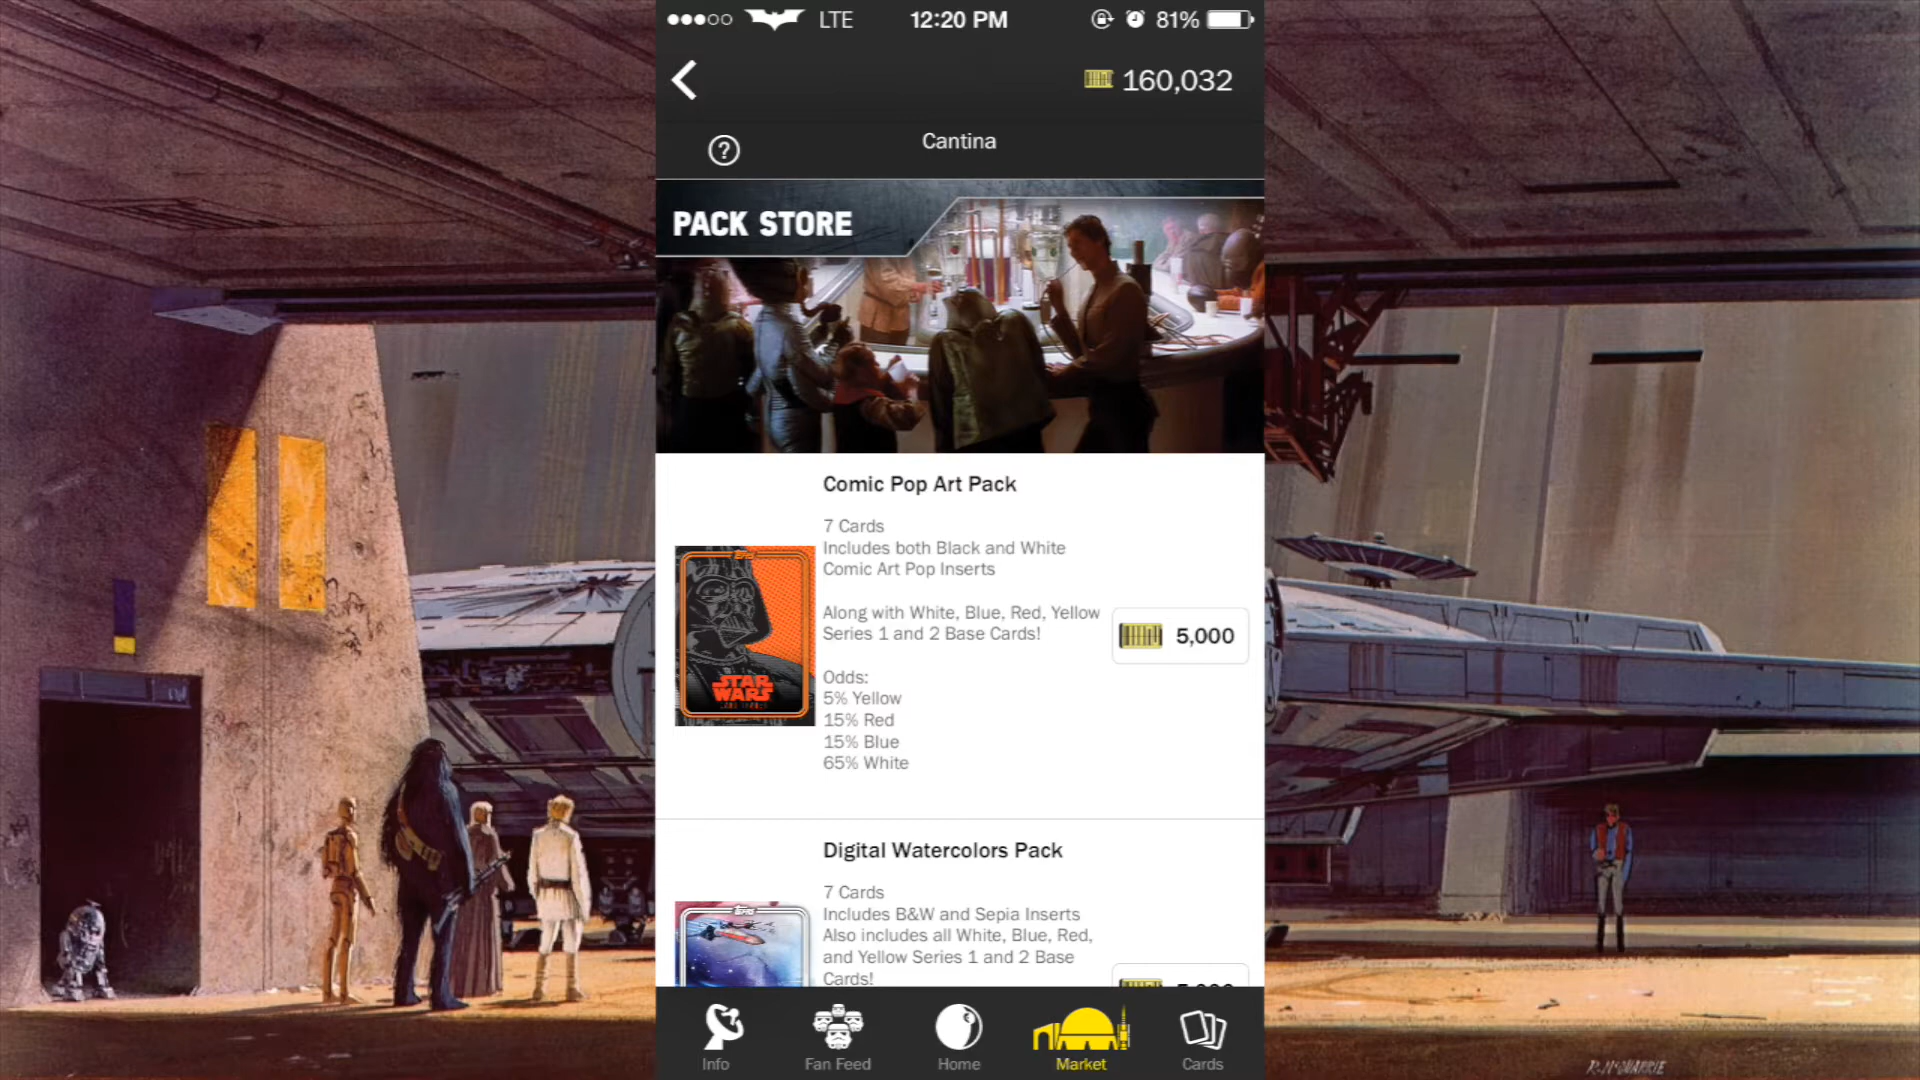 LTE 12:20 PM 81%
160,032
Cantina
?
PACK STORE
Comic Pop Art Pack
7 Cards
Includes both Black and White
Comic Art Pop Inserts
Along with White, Blue, Red, Yellow
Series 1 and 2 Base Cards!
Odds:
5% Yellow
15% Red
15% Blue
65% White
5,000
TOPPS
STAR
WARS
Digital Watercolors Pack
7 Cards
Includes B&W and Sepia Inserts
Also includes all White, Blue, Red,
and Yellow Series 1 and 2 Base
Cards!
TOPPS
Info
Fan Feed
Home
Market
Cards
R. McQUARRIE